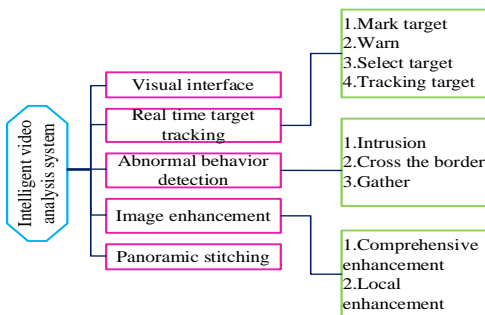 Intelligent video
analysis system
Visual interface
Real time target
tracking
Abnormal behavior
detection
Image enhancement
Panoramic stitching
1.Mark target
2.Warn
3.Select target
4.Tracking target
1.Intrusion
2.Cross the border
3.Gather
1.Comprehensive
enhancement
2.Local
enhancement